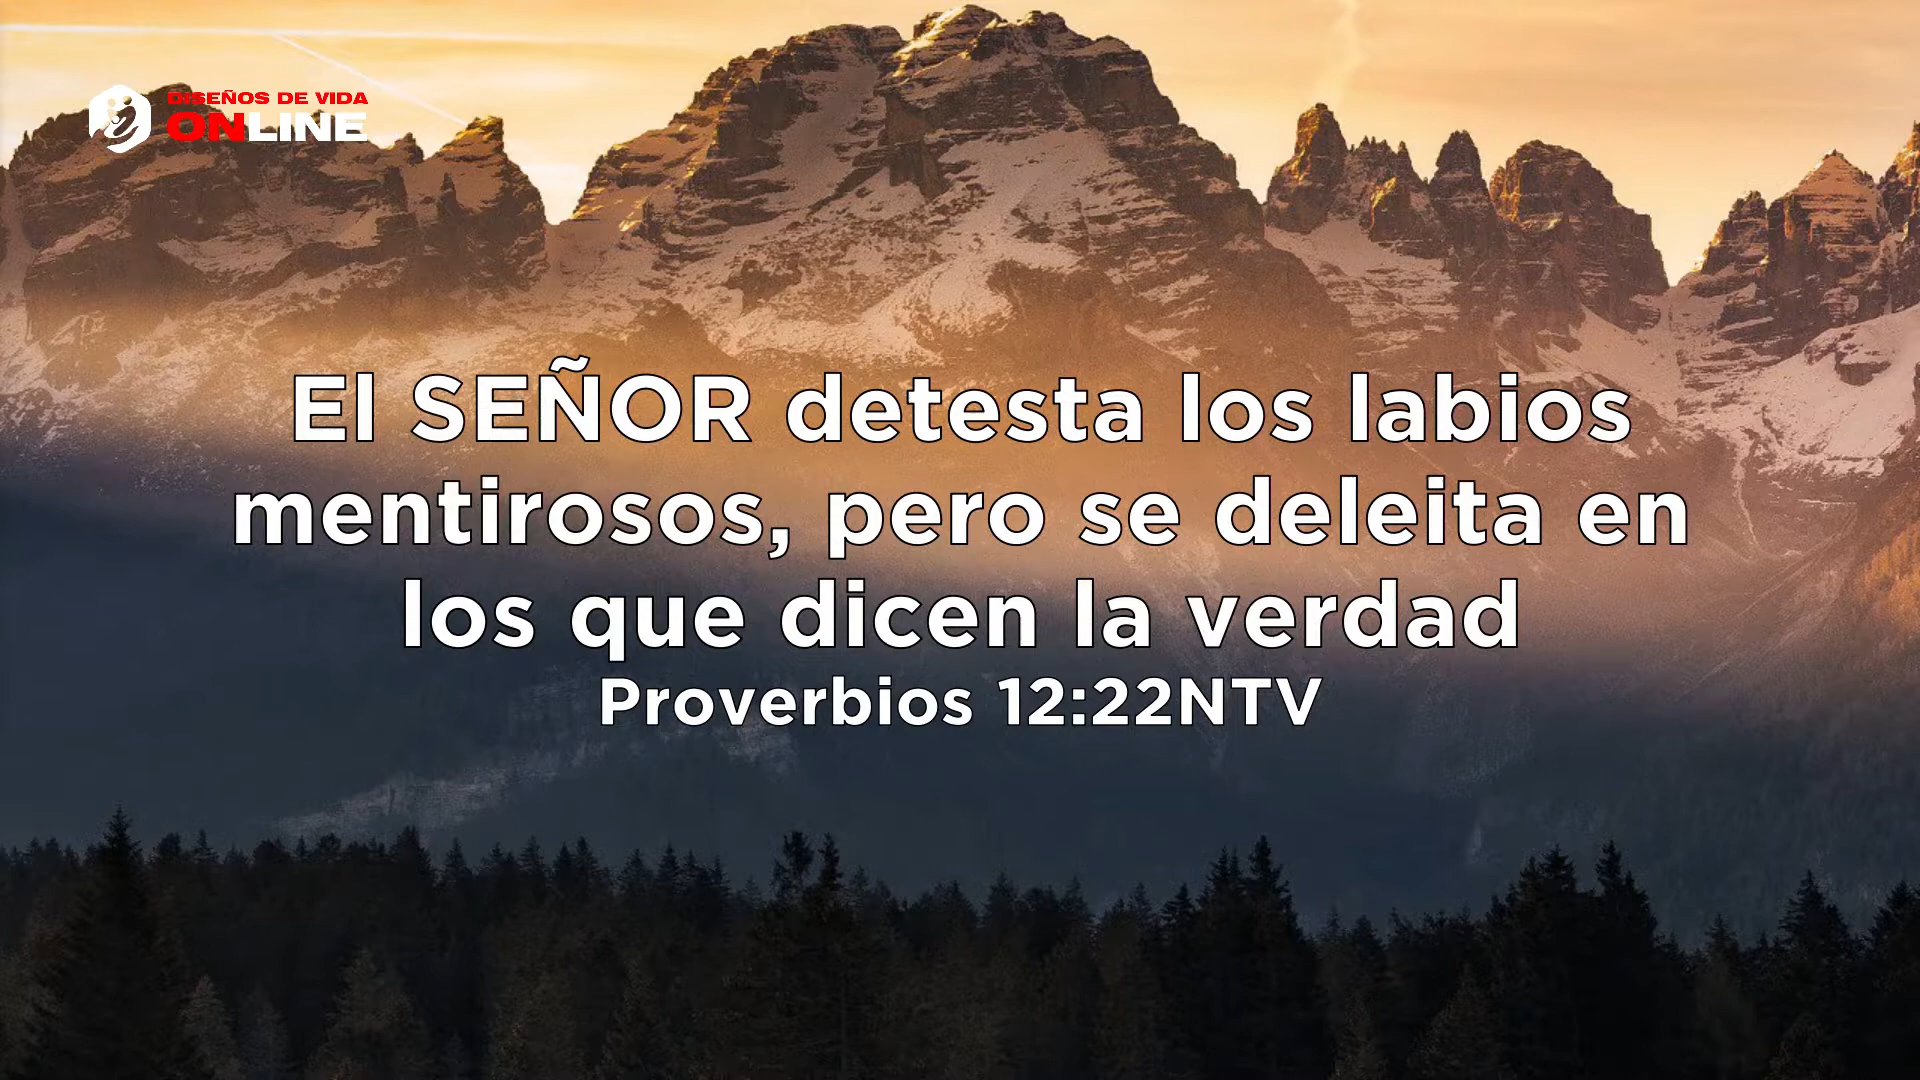 DISEÑOS DE VIDA
ONLINE
El SEÑOR detesta los labios
mentirosos, pero se deleita en
los que dicen la verdad
Proverbios 12:22NTV